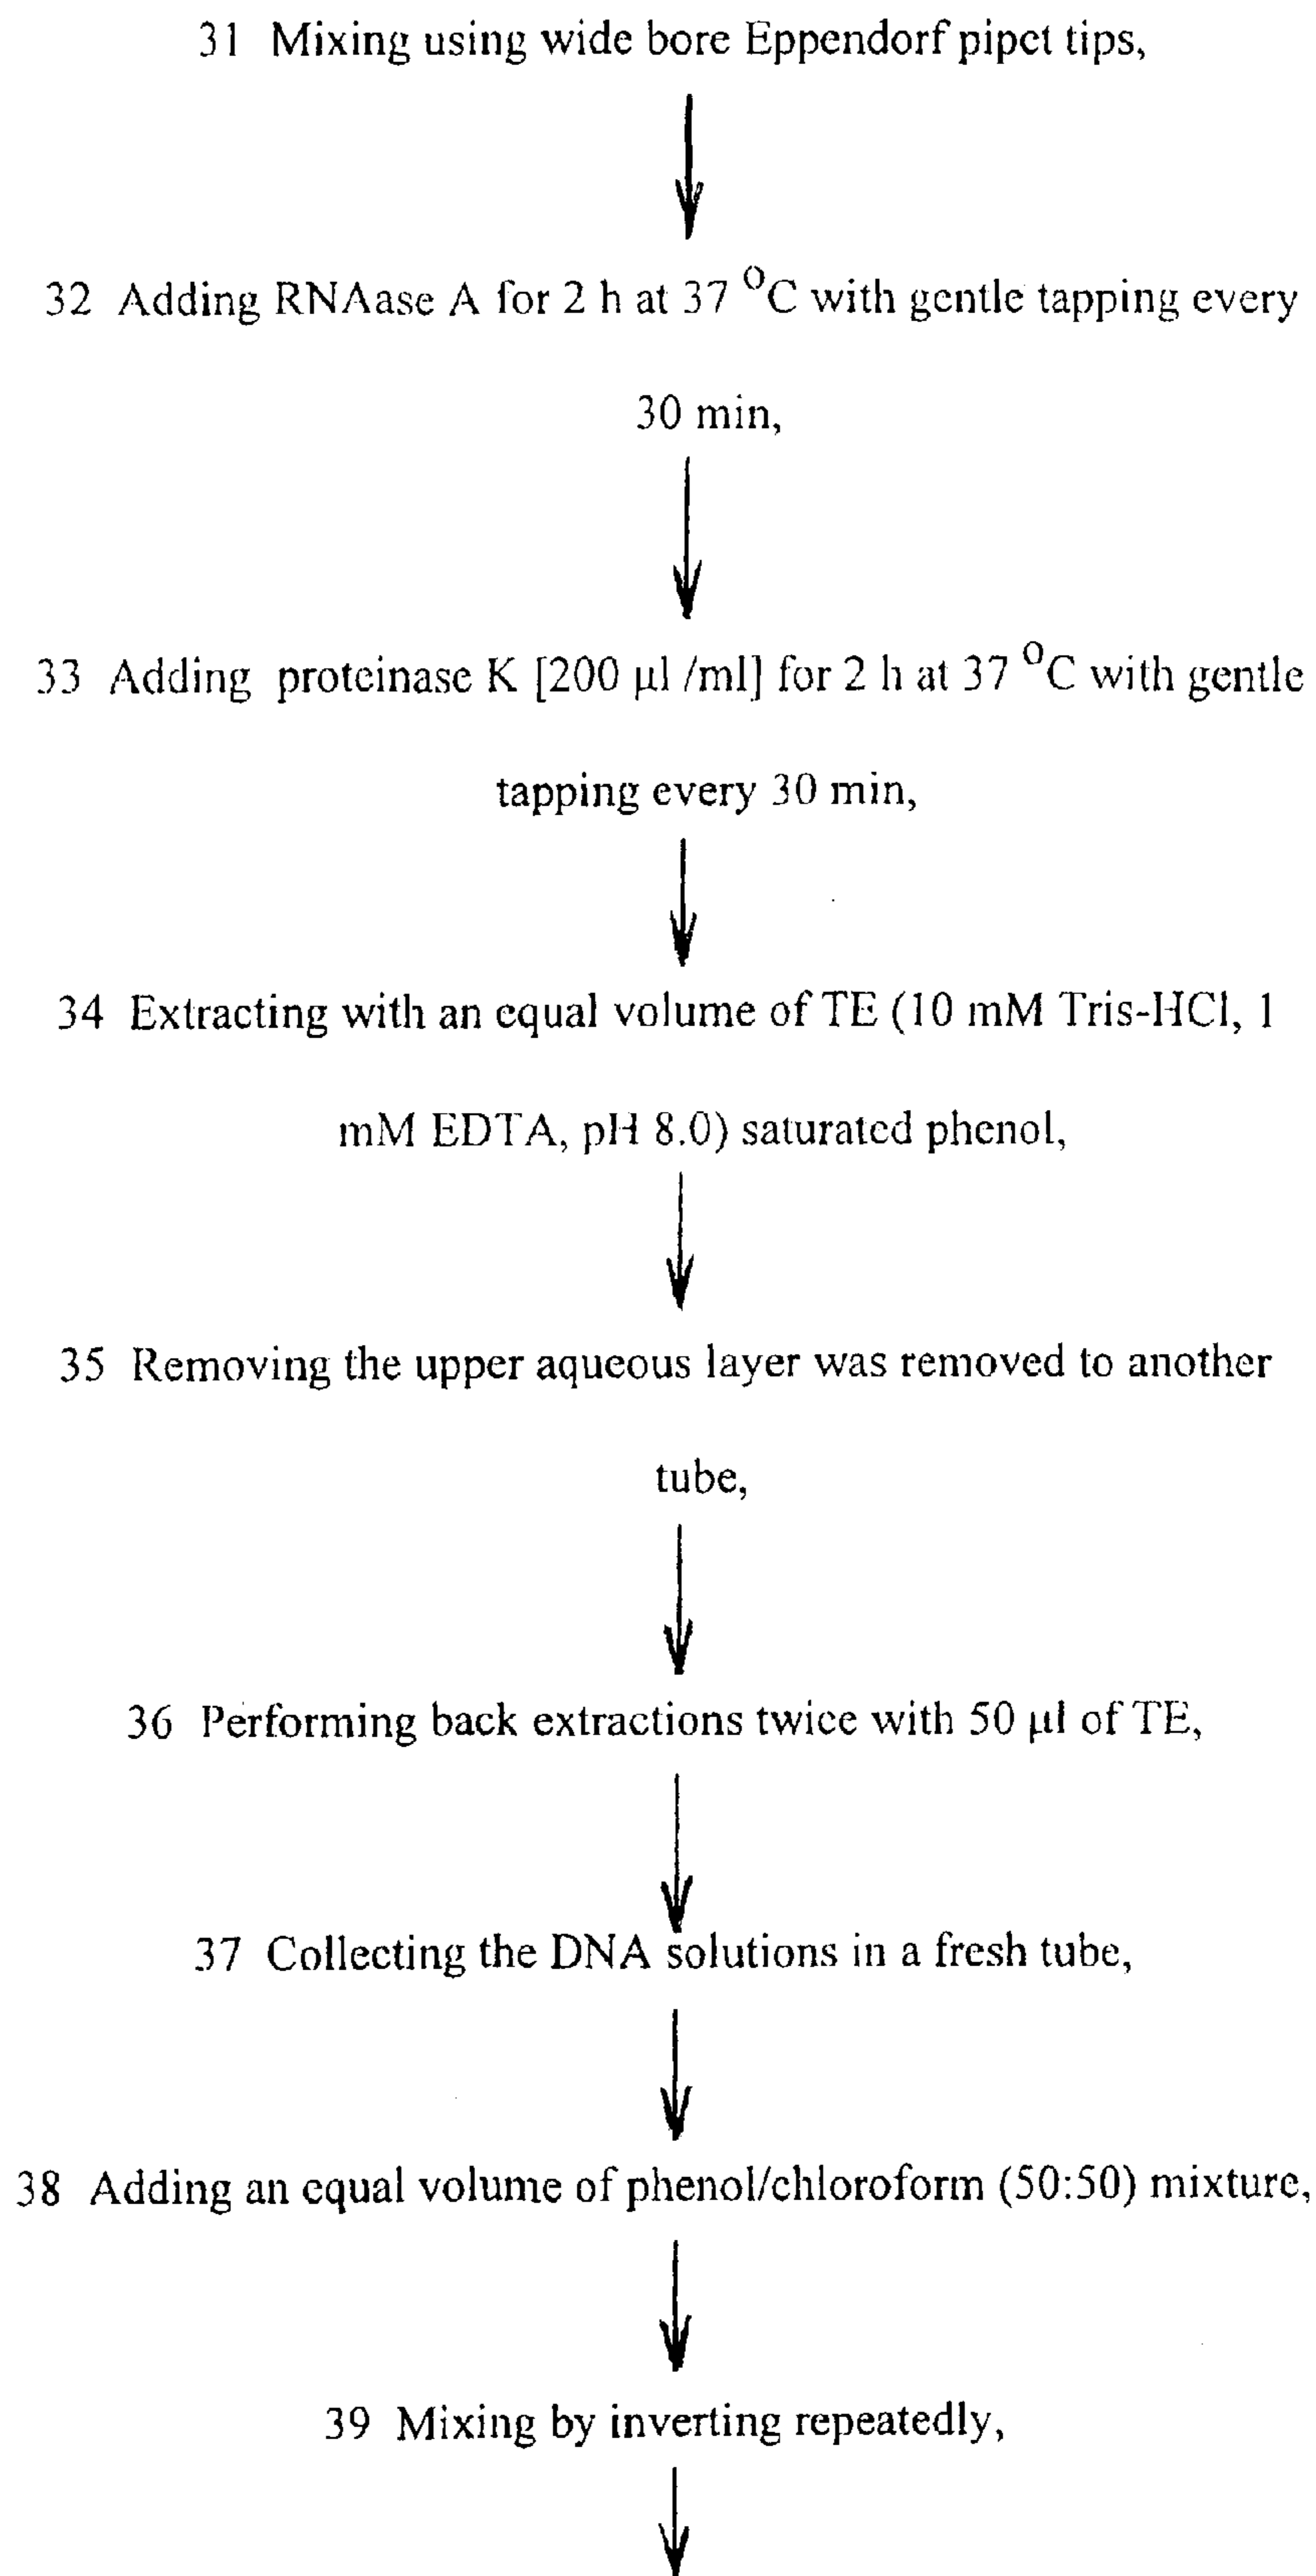 31 Mixing using wide bore Eppendorf pipet tips,
32 Adding RNAase A for 2 h at 37 ºC with gentle tapping every
30 min,
33 Adding proteinase K [200 µl /ml] for 2 h at 37 ºC with gentle
tapping every 30 min,
34 Extracting with an equal volume of TE (10 mM Tris-HCl, 1
mM EDTA, pH 8.0) saturated phenol,
35 Removing the upper aqueous layer was removed to another
tube,
36 Performing back extractions twice with 50 µl of TE,
37 Collecting the DNA solutions in a fresh tube,
38 Adding an equal volume of phenol/chloroform (50:50) mixture,
39 Mixing by inverting repeatedly,